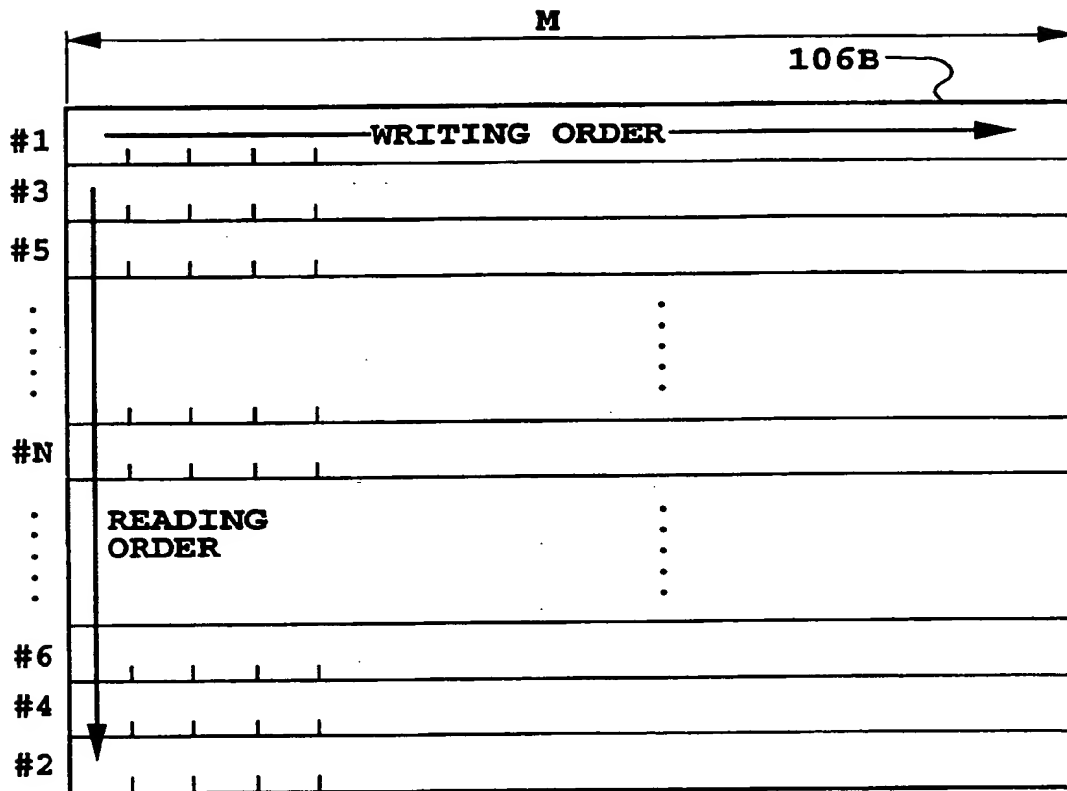 M
106B
#1 WRITING ORDER
#3
#5
#N
READING
ORDER
#6
#4
#2